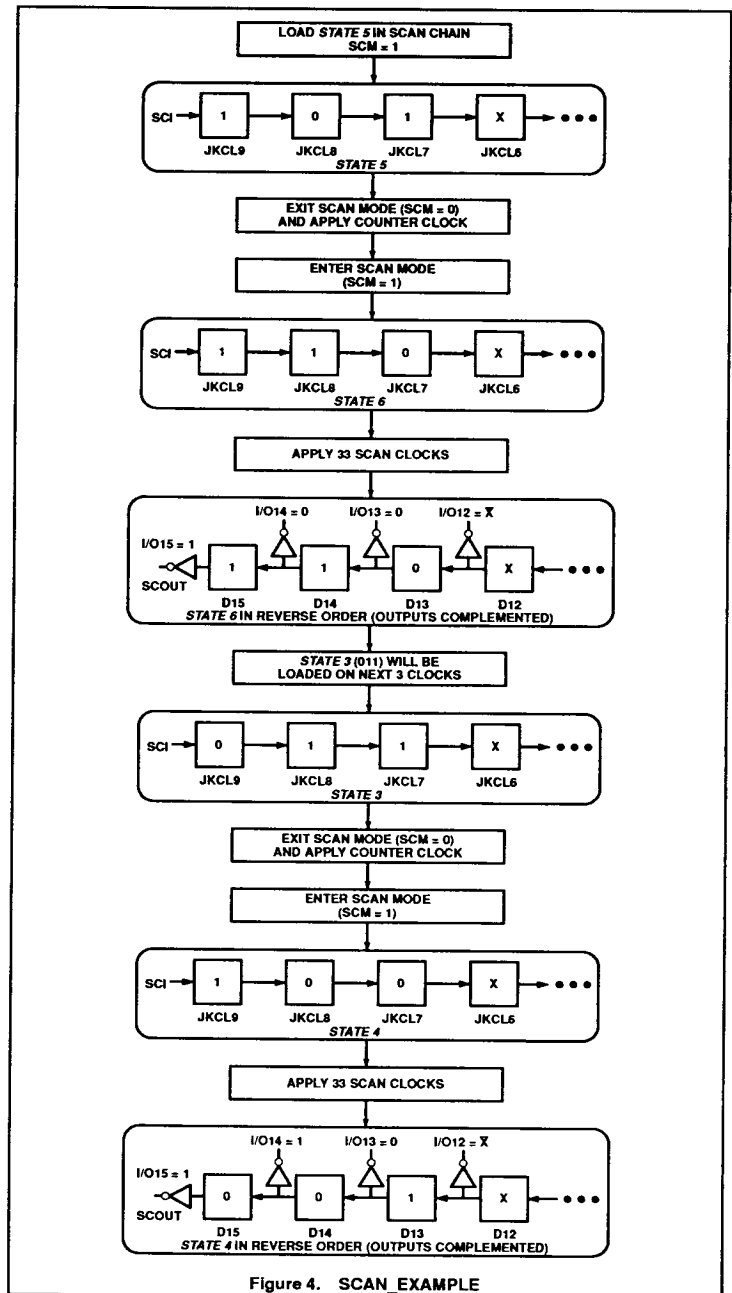 LOAD STATE 5 IN SCAN CHAIN
SCM = 1
SCI 1 0 1 X
JKCL9 JKCL8 JKCL7 JKCL6
STATE 5
EXIT SCAN MODE (SCM = 0)
AND APPLY COUNTER CLOCK
ENTER SCAN MODE
(SCM = 1)
SCI 1 1 0 X
JKCL9 JKCL8 JKCL7 JKCL6
STATE 6
APPLY 33 SCAN CLOCKS
I/O14 = 0 I/O13 = 0 I/O12 = X̅
I/O15 = 1
1 1 0 X
SCOUT
D15 D14 D13 D12
STATE 6 IN REVERSE ORDER (OUTPUTS COMPLEMENTED)
STATE 3 (011) WILL BE
LOADED ON NEXT 3 CLOCKS
SCI 0 1 1 X
JKCL9 JKCL8 JKCL7 JKCL6
STATE 3
EXIT SCAN MODE (SCM = 0)
AND APPLY COUNTER CLOCK
ENTER SCAN MODE
(SCM = 1)
SCI 1 0 0 X
JKCL9 JKCL8 JKCL7 JKCL6
STATE 4
APPLY 33 SCAN CLOCKS
I/O14 = 1 I/O13 = 0 I/O12 = X̅
I/O15 = 1
0 0 1 X
SCOUT
D15 D14 D13 D12
STATE 4 IN REVERSE ORDER (OUTPUTS COMPLEMENTED)
Figure 4. SCAN_EXAMPLE